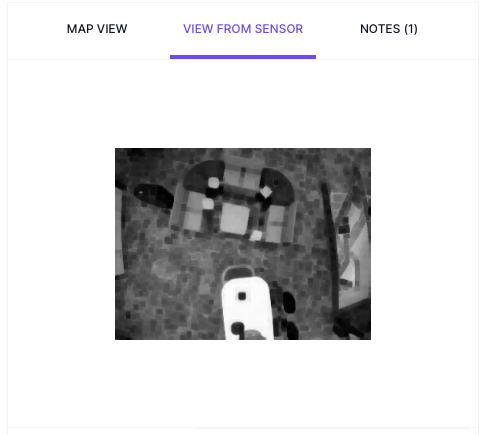 MAP VIEW
VIEW FROM SENSOR
NOTES (1)